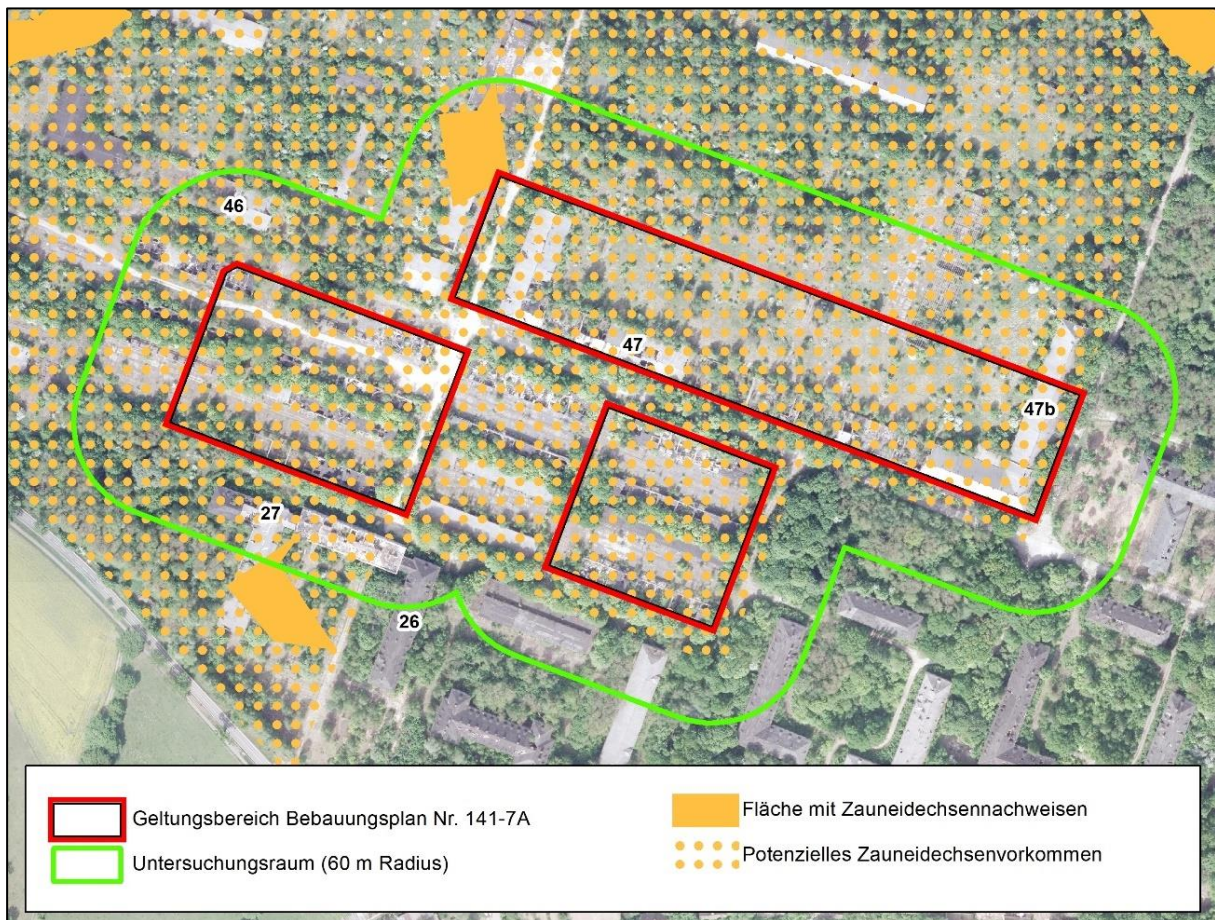 46
47
47b
27
26
Geltungsbereich Bebauungsplan Nr. 141-7A
Untersuchungsraum (60 m Radius)
Fläche mit Zauneidechsennachweisen
Potenzielles Zauneidechsenvorkommen